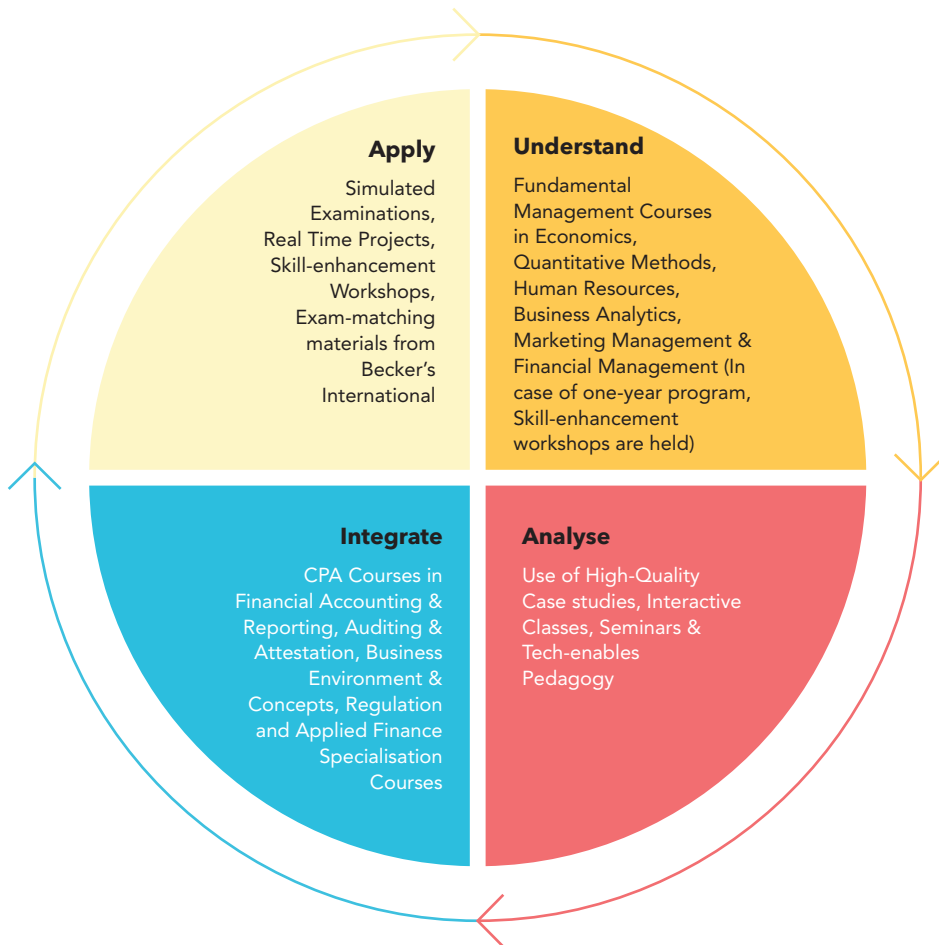 Apply
Simulated
Examinations,
Real Time Projects,
Skill-enhancement
Workshops,
Exam-matching
materials from
Becker's
International
Understand
Fundamental
Management Courses
in Economics,
Quantitative Methods,
Human Resources,
Business Analytics,
Marketing Management &
Financial Management (In
case of one-year program,
Skill-enhancement
workshops are held)
Integrate
CPA Courses in
Financial Accounting &
Reporting, Auditing &
Attestation, Business
Environment &
Concepts, Regulation
and Applied Finance
Specialisation
Courses
Analyse
Use of High-Quality
Case studies, Interactive
Classes, Seminars &
Tech-enables
Pedagogy